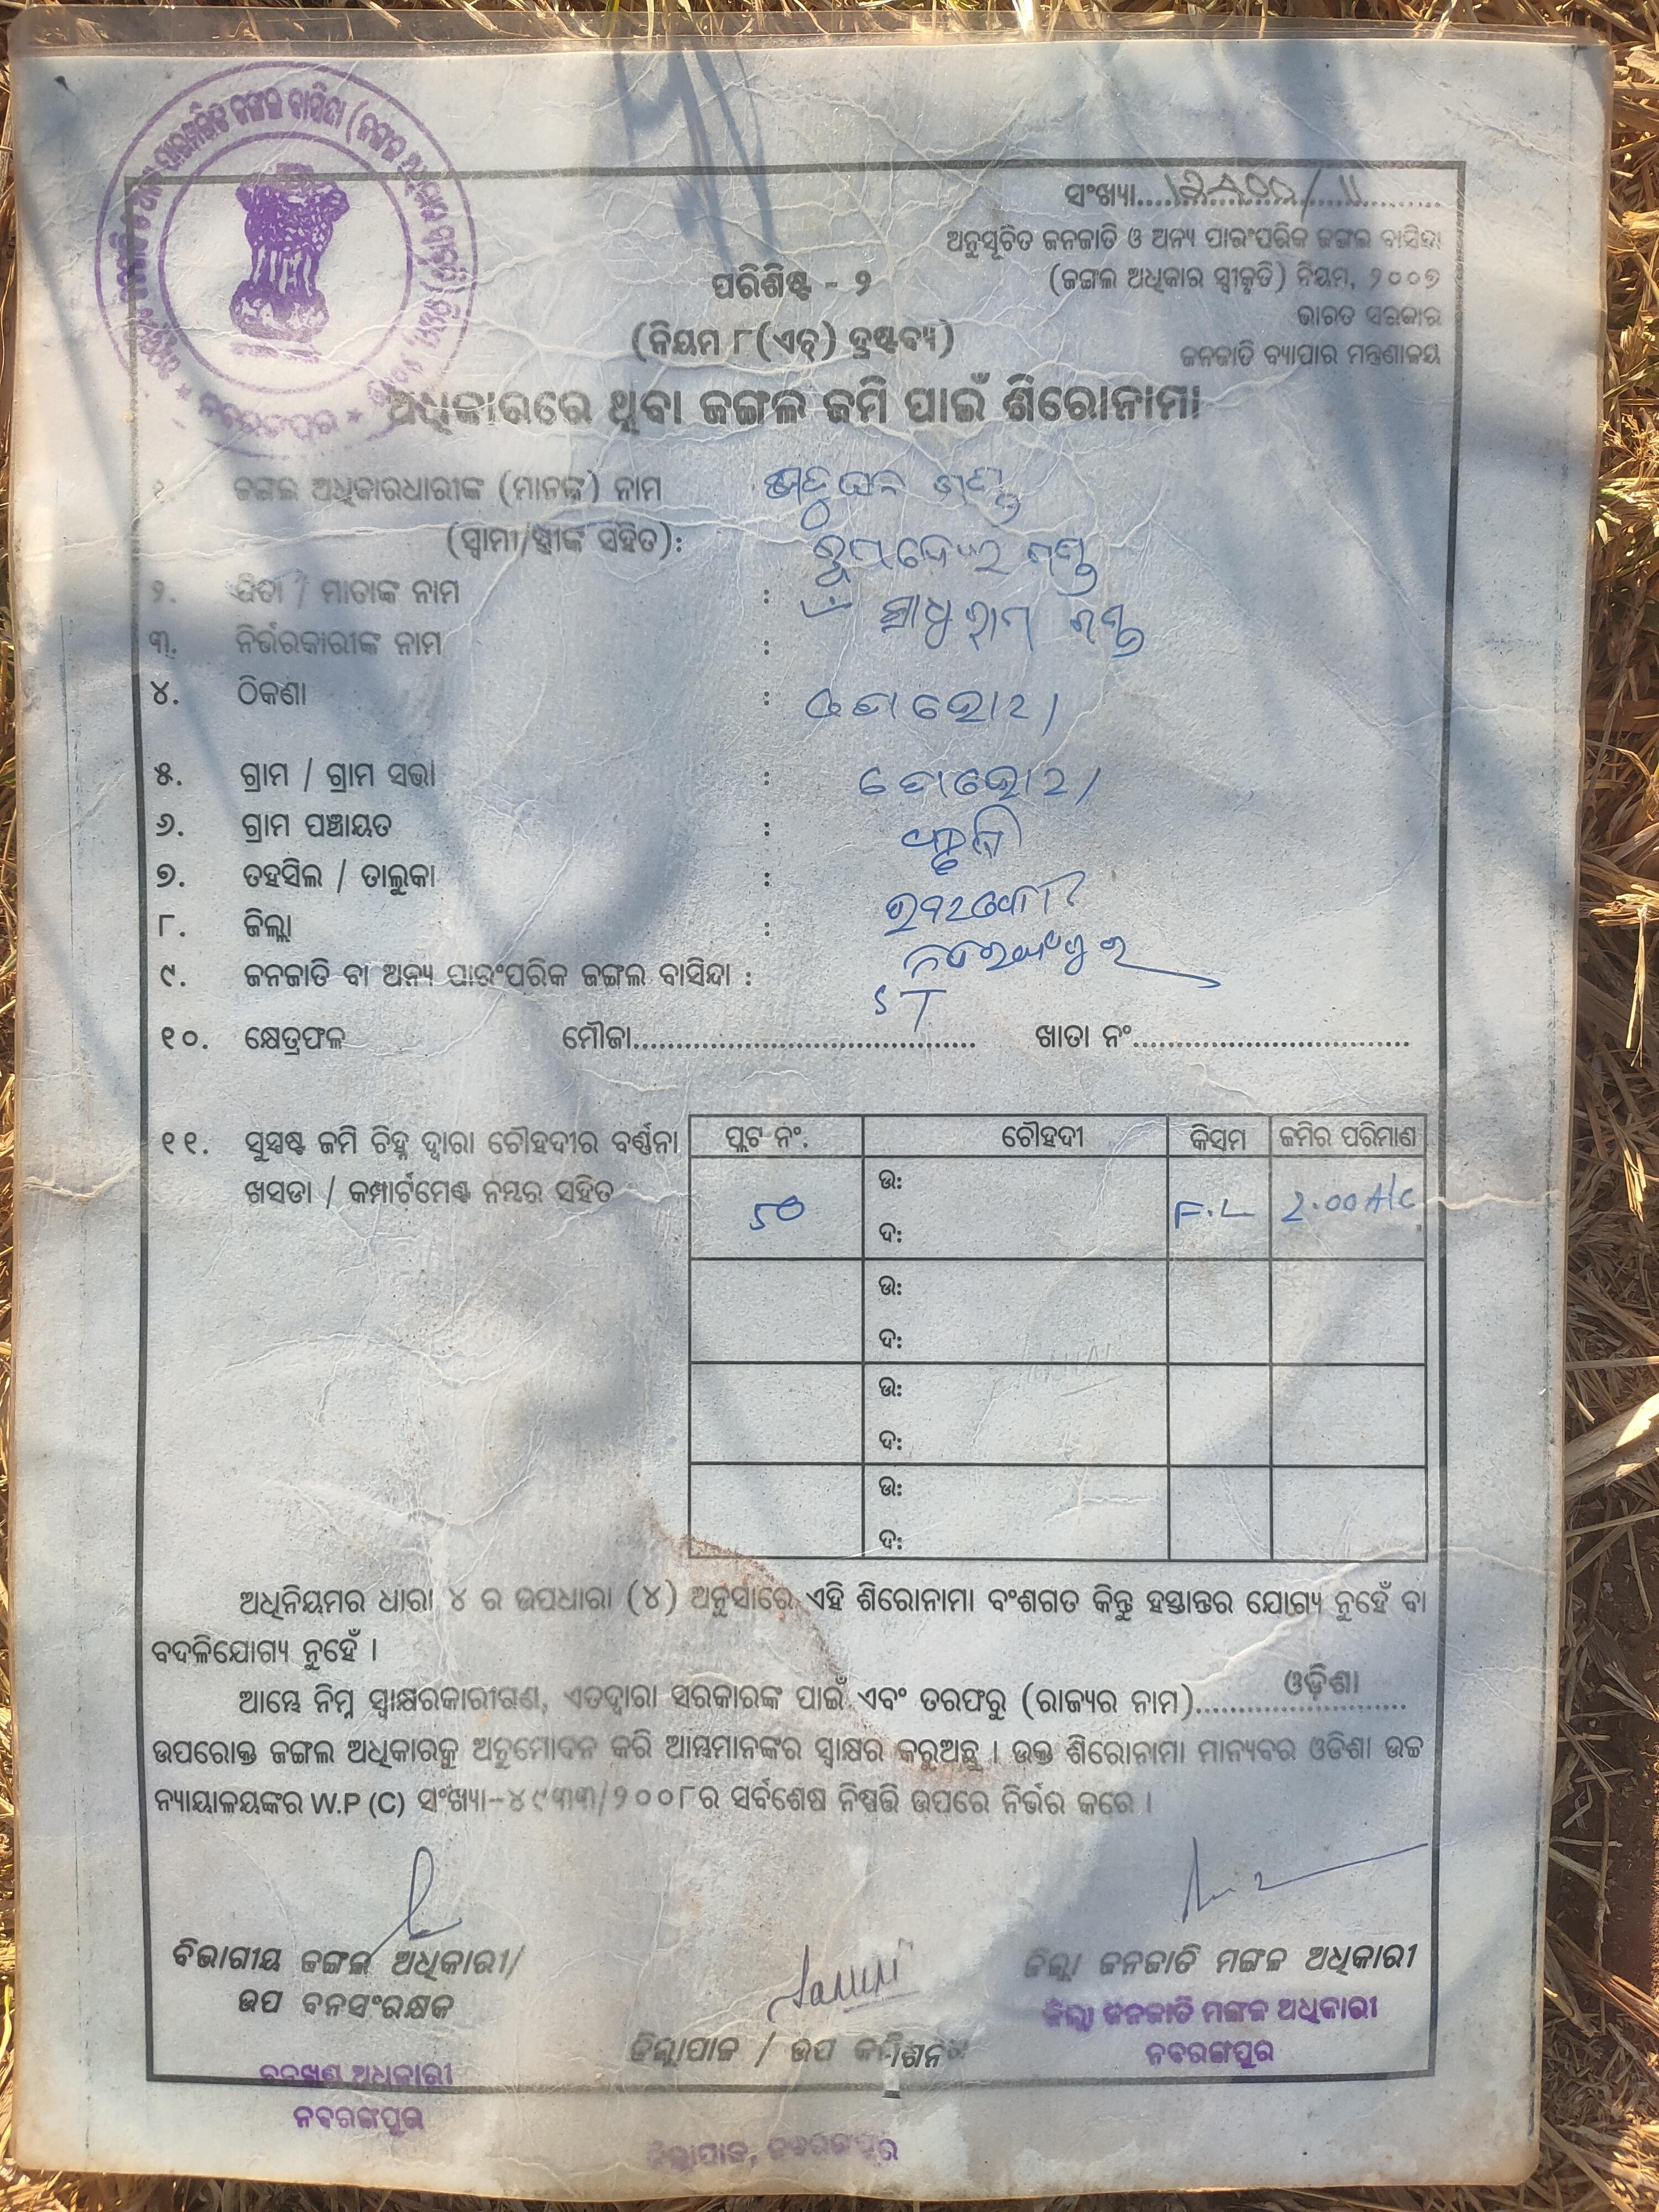 ସଂଖ୍ୟା
ଅନୁସୂଚିତ ଜନଜାତି ଓ ଅନ୍ୟ ପାରଂପରିକ ଜଙ୍ଗଲ ବାସିନ୍ଦା
(ଜଙ୍ଗଲ ଅଧିକାର ସ୍ୱୀକୃତି) ନିୟମ, ୨୦୦୭
ଭାରତ ସରକାର
ଜନଜାତି ବ୍ୟାପାର ମନ୍ତ୍ରଣାଳୟ
ପରିଶିଷ୍ଟ - ୨
(ନିୟମ ୮(ଏଚ୍) ଦ୍ରଷ୍ଟବ୍ୟ)
ଅଧିକାରରେ ଥିବା ଜଙ୍ଗଲ ଜମି ପାଇଁ ଶିରୋନାମା
ଜଙ୍ଗଲ ଅଧିକାରଧାରୀଙ୍କ (ମାନଙ୍କ) ନାମ
(ସ୍ୱାମୀ/ସ୍ତ୍ରୀଙ୍କ ସହିତ):
୨. ପିତା / ମାତାଙ୍କ ନାମ :
୩. ନିର୍ଭରକାରୀଙ୍କ ନାମ : ସାଧୁରାମ
୪. ଠିକଣା :
୫. ଗ୍ରାମ / ଗ୍ରାମ ସଭା :
୬. ଗ୍ରାମ ପଞ୍ଚାୟତ :
୭. ତହସିଲ / ତାଲୁକା :
୮. ଜିଲ୍ଲା : ନବରଙ୍ଗପୁର
୯. ଜନଜାତି ବା ଅନ୍ୟ ପାରଂପରିକ ଜଙ୍ଗଲ ବାସିନ୍ଦା : ST
୧୦. କ୍ଷେତ୍ରଫଳ ମୌଜା........ ଖାତା ନଂ........
୧୧. ସୁସ୍ପଷ୍ଟ ଜମି ଚିହ୍ନ ଦ୍ୱାରା ଚୌହଦୀର ବର୍ଣ୍ଣନା
ଖସଡା / କମ୍ପାର୍ଟମେଣ୍ଟ ନମ୍ବର ସହିତ
ପ୍ଲଟ ନଂ. ଚୌହଦୀ କିସମ ଜମିର ପରିମାଣ
ଉ:
50 F.L 2.00 A/C
ଦ:
ଉ:
ଦ:
ଉ:
ଦ:
ଉ:
ଦ:
ଅଧିନିୟମର ଧାରା ୪ ର ଉପଧାରା (୪) ଅନୁସାରେ ଏହି ଶିରୋନାମା ବଂଶଗତ କିନ୍ତୁ ହସ୍ତାନ୍ତର ଯୋଗ୍ୟ ନୁହେଁ ବା
ବଦଳିଯୋଗ୍ୟ ନୁହେଁ ।
ଆମ୍ଭେ ନିମ୍ନ ସ୍ୱାକ୍ଷରକାରୀଗଣ, ଏତଦ୍ୱାରା ସରକାରଙ୍କ ପାଇଁ ଏବଂ ତରଫରୁ (ରାଜ୍ୟର ନାମ)........ଓଡ଼ିଶା........
ଉପରୋକ୍ତ ଜଙ୍ଗଲ ଅଧିକାରକୁ ଅନୁମୋଦନ କରି ଆମ୍ଭମାନଙ୍କର ସ୍ୱାକ୍ଷର କରୁଅଛୁ । ଉକ୍ତ ଶିରୋନାମା ମାନ୍ୟବର ଓଡିଶା ଉଚ୍ଚ
ନ୍ୟାୟାଳୟଙ୍କର W.P (C) ସଂଖ୍ୟା-୪୯୩୩/୨୦୦୮ର ସର୍ବଶେଷ ନିଷ୍ପତ୍ତି ଉପରେ ନିର୍ଭର କରେ ।
ବିଭାଗୀୟ ଜଙ୍ଗଲ ଅଧିକାରୀ/
ଉପ ବନସଂରକ୍ଷକ
ବନଖଣ୍ଡ ଅଧିକାରୀ
ନବରଙ୍ଗପୁର
ଜିଲ୍ଲାପାଳ / ଉପ କମିଶନର
ଜିଲ୍ଲାପାଳ, ନବରଙ୍ଗପୁର
ଜିଲ୍ଲା ଜନଜାତି ମଙ୍ଗଳ ଅଧିକାରୀ
ଜିଲ୍ଲା ଜନଜାତି ମଙ୍ଗଳ ଅଧିକାରୀ
ନବରଙ୍ଗପୁର